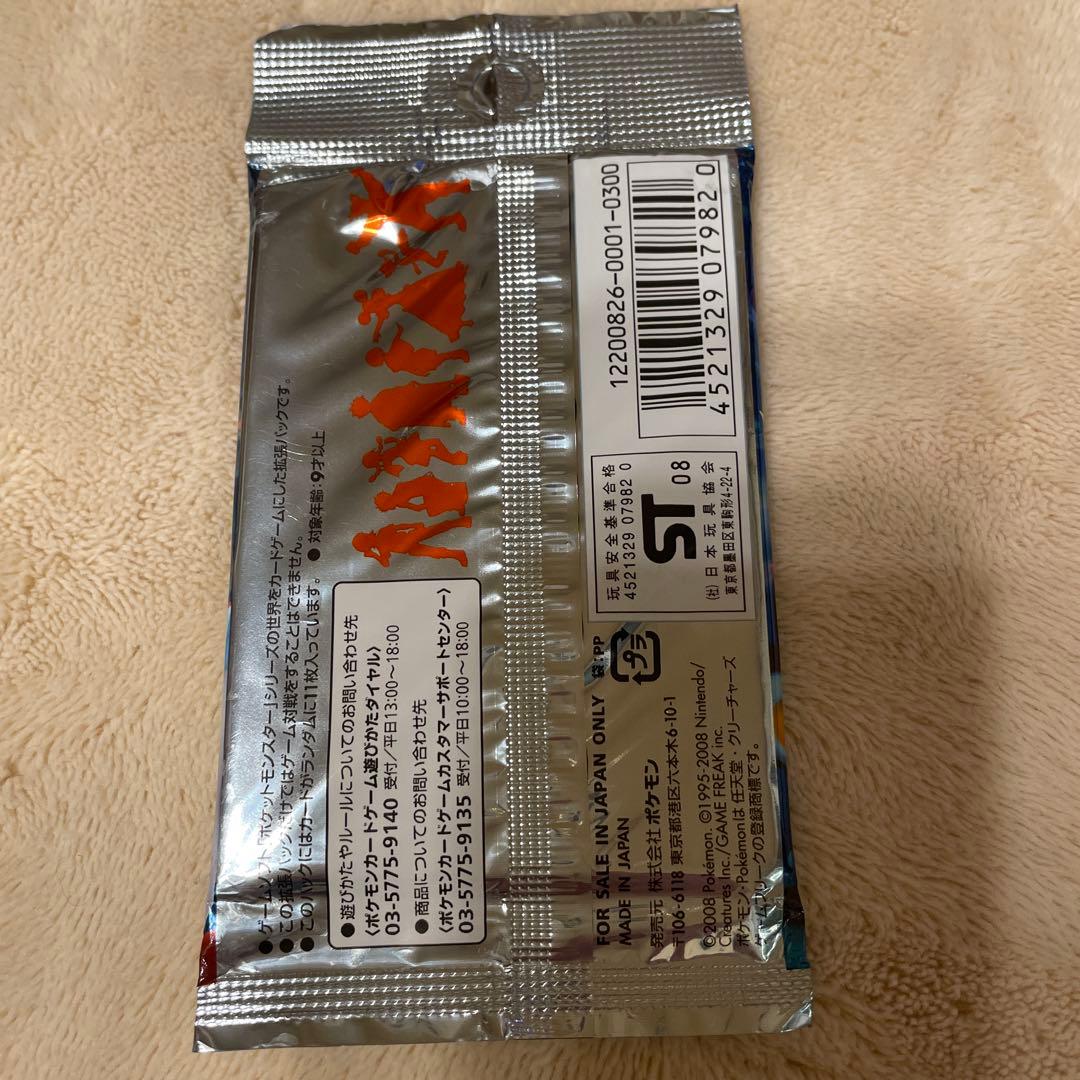 ●ゲームソフト「ポケットモンスター」シリーズの世界をカードゲームにした拡張パックです。
●この拡張パックだけではゲーム対戦をすることはできません。
●このパックにはカードがランダムに11枚入っています。 ●対象年齢:9才以上
●遊びかたやルールについてのお問い合わせ先
〈ポケモンカードゲーム遊びかたダイヤル〉
03-5775-9140 受付/平日13:00〜18:00
●商品についてのお問い合わせ先
〈ポケモンカードゲームカスタマーサポートセンター〉
03-5775-9135 受付/平日10:00〜18:00
12200826-0001-0300
4521329 07982 0
玩具安全基準合格
4521329 07982 0
ST 08
(社)日本玩具協会
東京都墨田区東駒形4-22-4
FOR SALE IN JAPAN ONLY
MADE IN JAPAN
袋:PP
プラ
発売元 株式会社ポケモン
〒106-6118 東京都港区六本木6-10-1
©2008 Pokémon. ©1995-2008 Nintendo/
Creatures Inc./GAME FREAK inc.
ポケモン・Pokémonは任天堂・クリーチャーズ・
ゲームフリークの登録商標です。